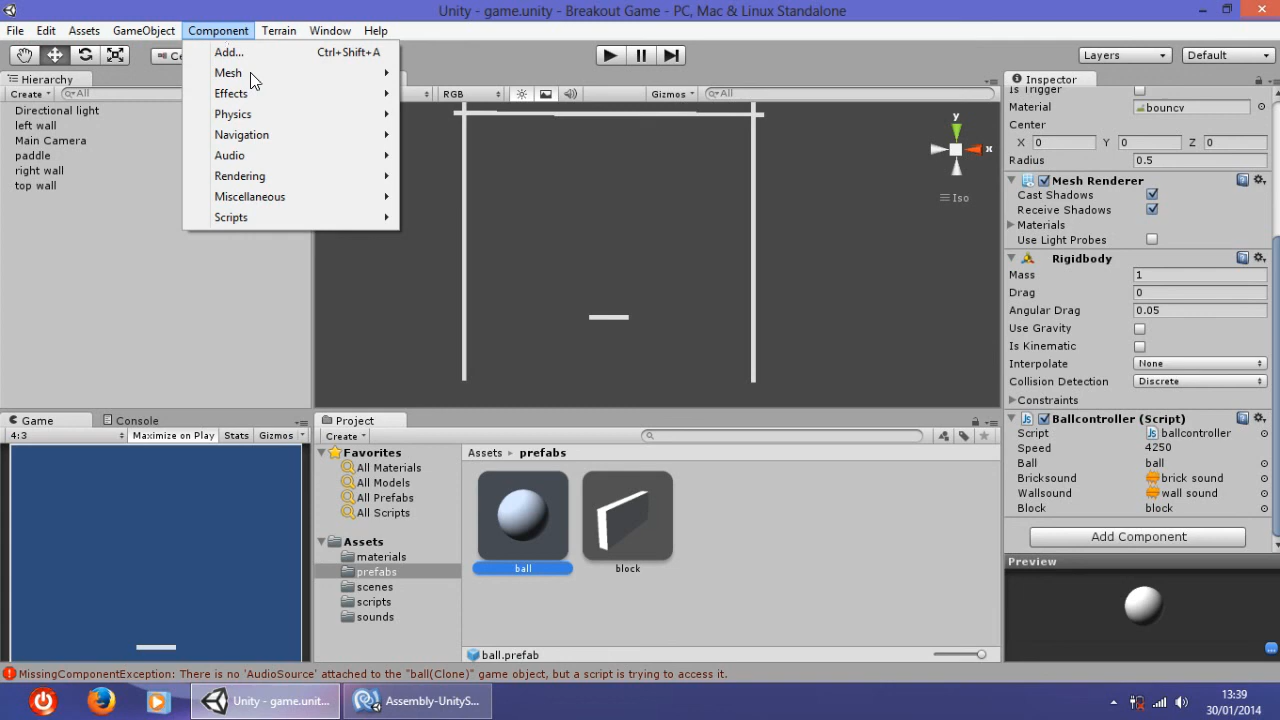 Unity - game.unity - Breakout Game - PC, Mac & Linux Standalone
File Edit Assets GameObject Component Terrain Window Help
Layers Default
Hierarchy
Create All
Directional light
left wall
Main Camera
paddle
right wall
top wall
Add... Ctrl+Shift+A
Mesh
Effects
Physics
Navigation
Audio
Rendering
Miscellaneous
Scripts
RGB Gizmos All
y
x
Iso
Inspector
Is Trigger
Material bouncy
Center
X 0 Y 0 Z 0
Radius 0.5
Mesh Renderer
Cast Shadows
Receive Shadows
Materials
Use Light Probes
Rigidbody
Mass 1
Drag 0
Angular Drag 0.05
Use Gravity
Is Kinematic
Interpolate None
Collision Detection Discrete
Constraints
Ballcontroller (Script)
Script ballcontroller
Speed 4250
Ball ball
Bricksound brick sound
Wallsound wall sound
Block block
Add Component
Preview
Game Console
4:3 Maximize on Play Stats Gizmos
Project
Create
Favorites
All Materials
All Models
All Prefabs
All Scripts
Assets
materials
prefabs
scenes
scripts
sounds
Assets prefabs
ball block
ball.prefab
MissingComponentException: There is no 'AudioSource' attached to the "ball(Clone)" game object, but a script is trying to access it.
Unity - game.unit... Assembly-UnityS...
13:39
30/01/2014